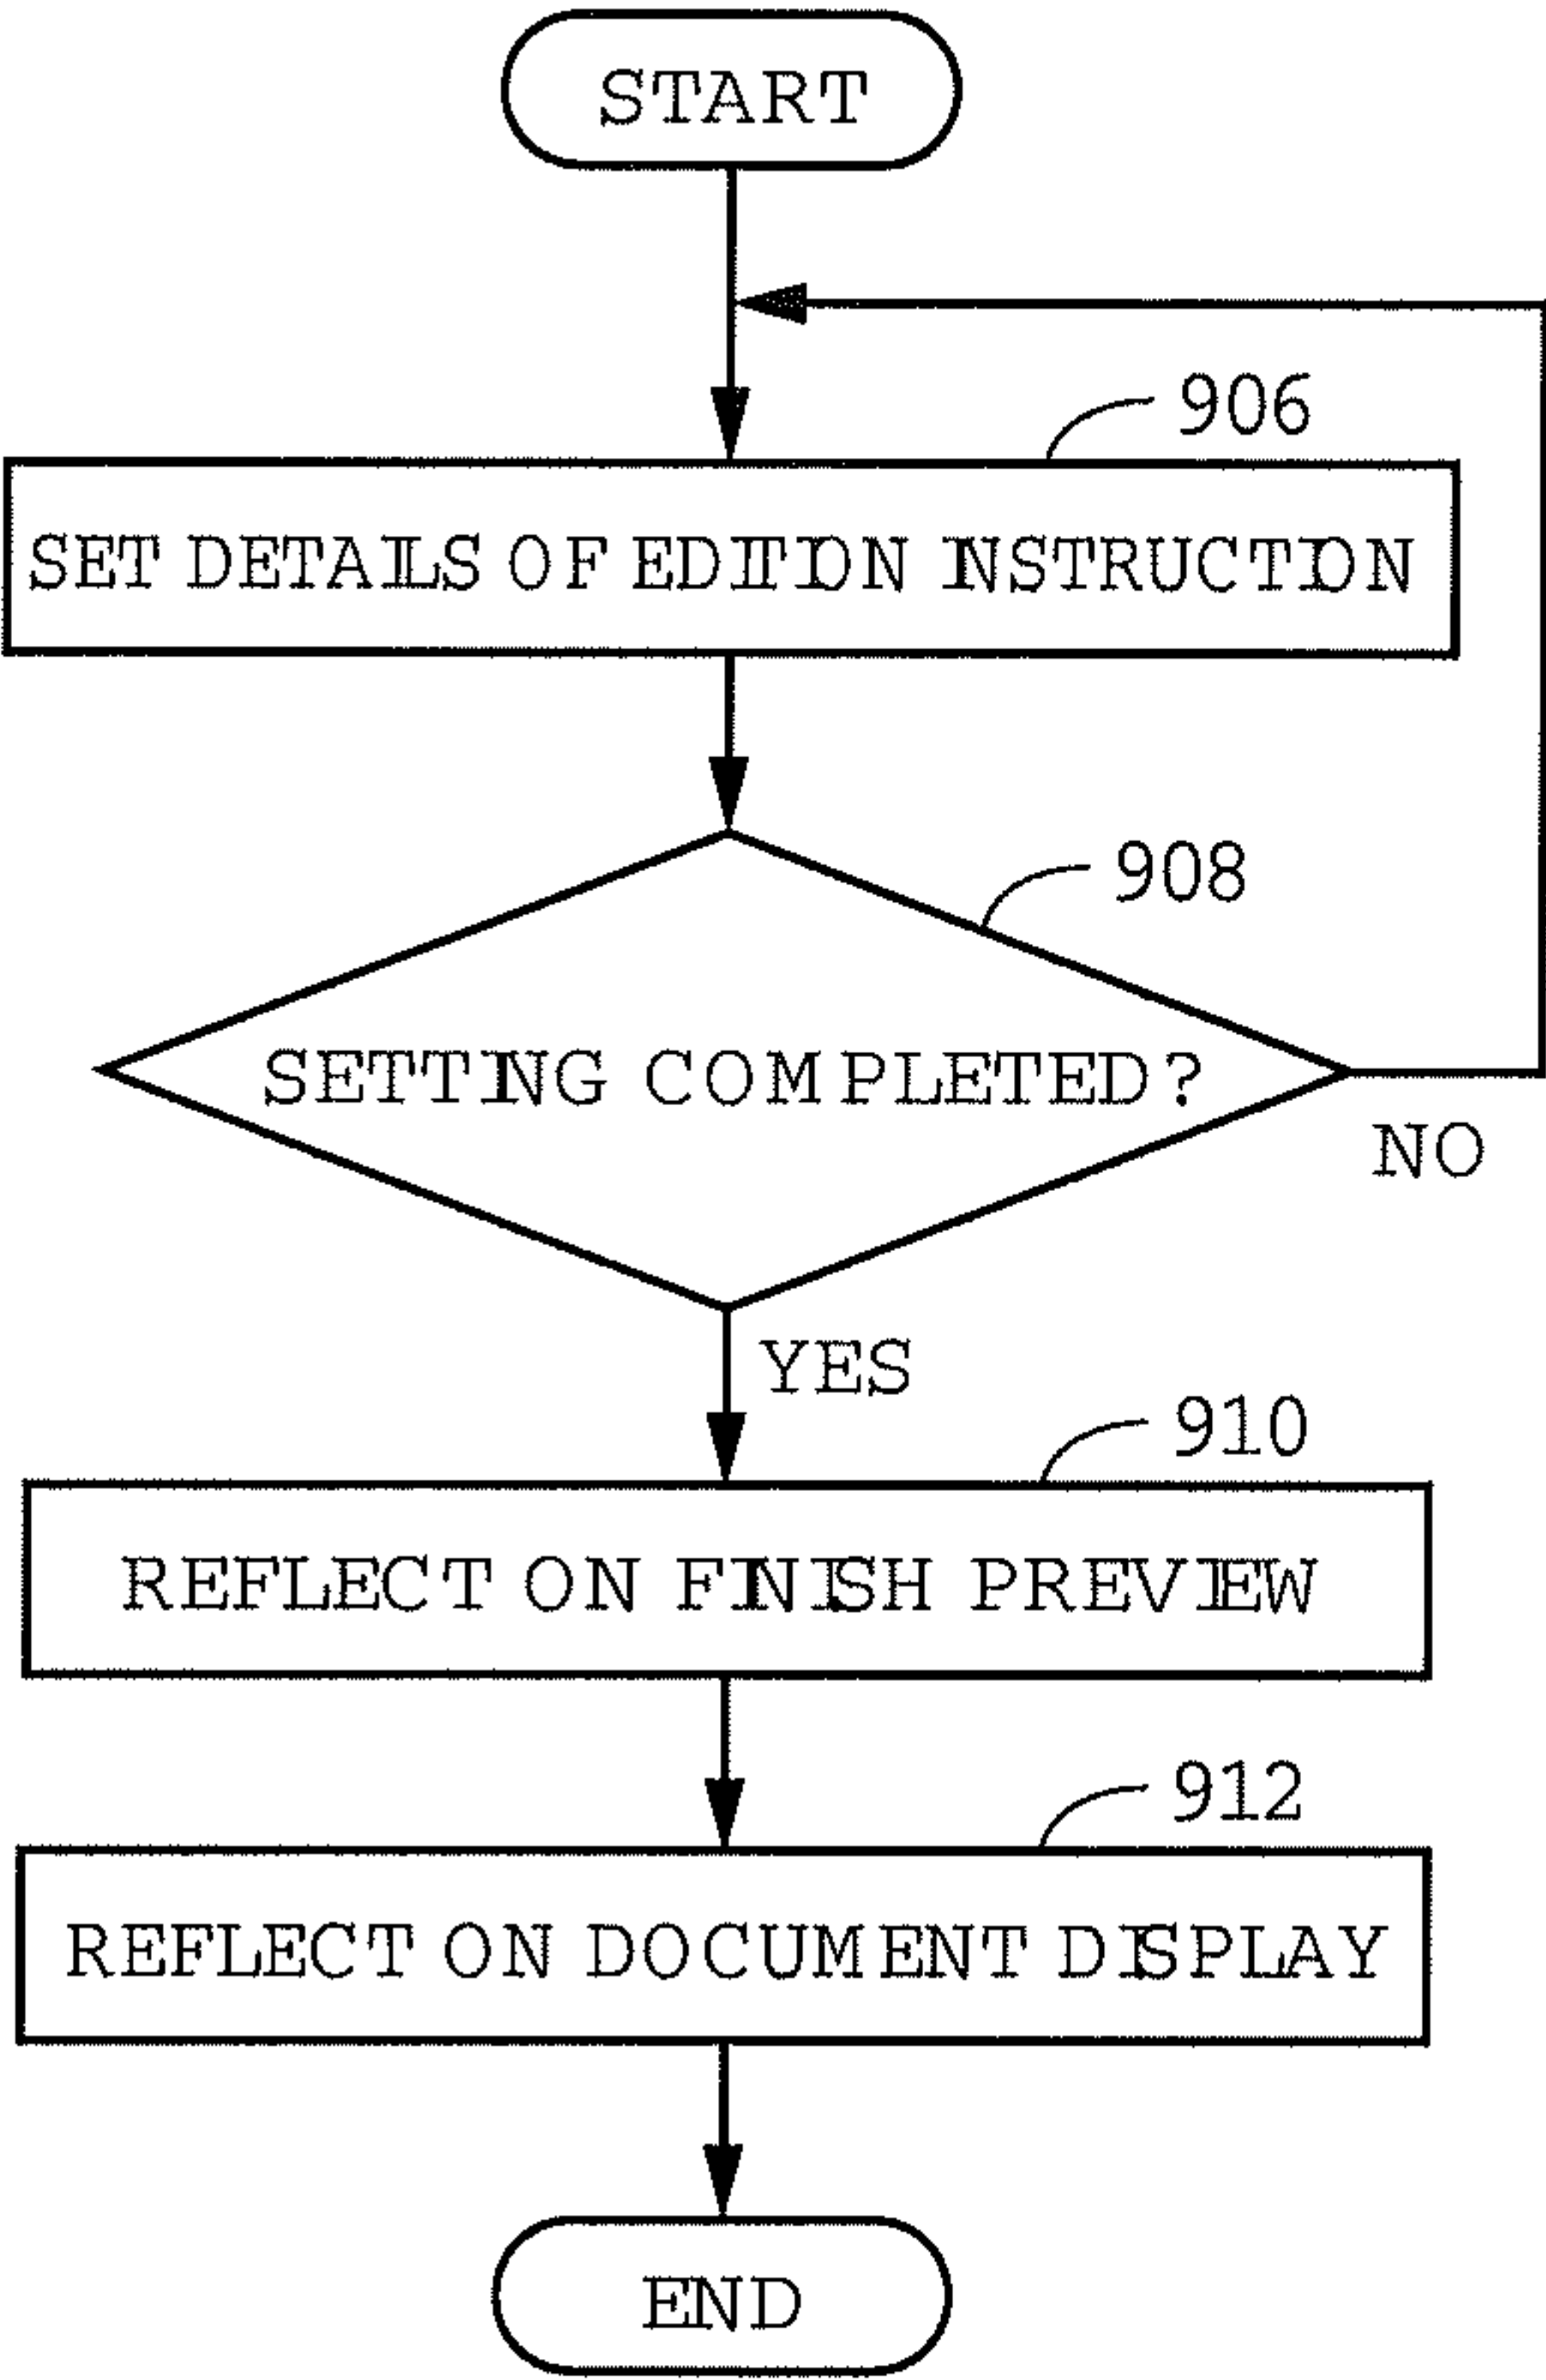 START
906
SET DETAILS OF EDITION INSTRUCTION
908
SETTING COMPLETED?
NO
YES
910
REFLECT ON FINISH PREVIEW
912
REFLECT ON DOCUMENT DISPLAY
END